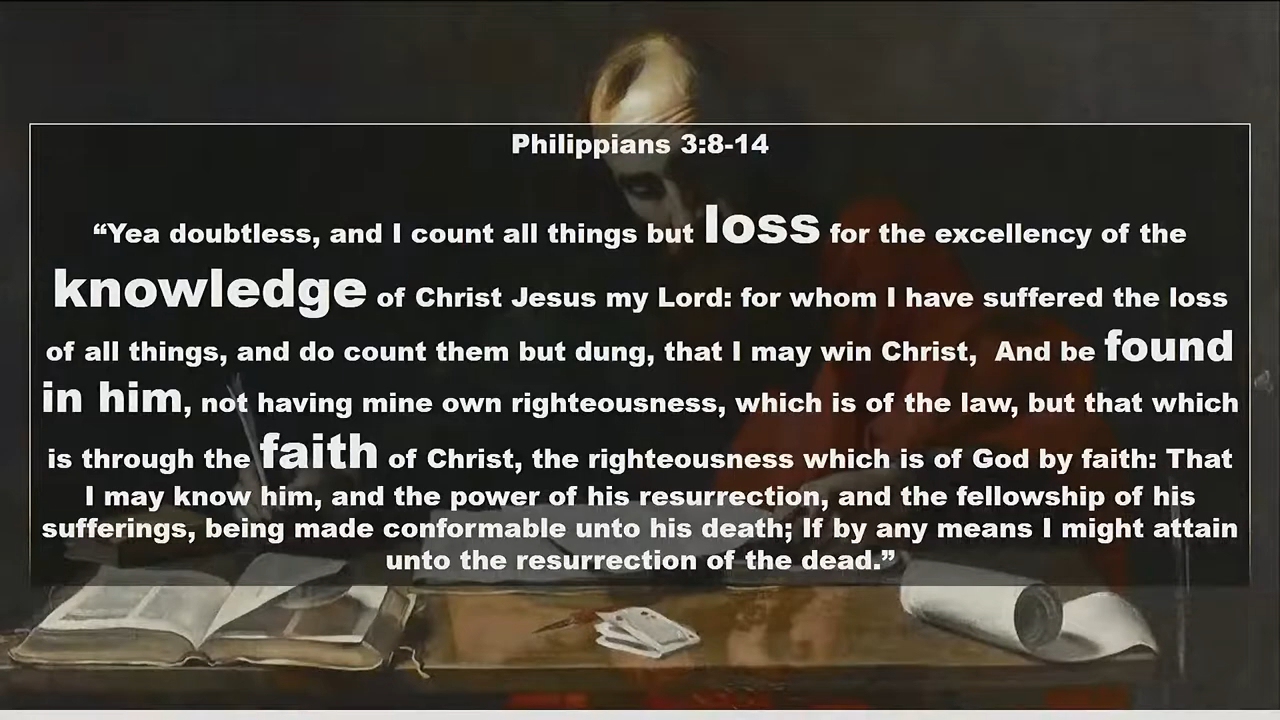 Philippians 3:8-14
“Yea doubtless, and I count all things but loss for the excellency of the
knowledge of Christ Jesus my Lord: for whom I have suffered the loss
of all things, and do count them but dung, that I may win Christ,  And be found
in him, not having mine own righteousness, which is of the law, but that which
is through the faith of Christ, the righteousness which is of God by faith: That
I may know him, and the power of his resurrection, and the fellowship of his
sufferings, being made conformable unto his death; If by any means I might attain
unto the resurrection of the dead.”